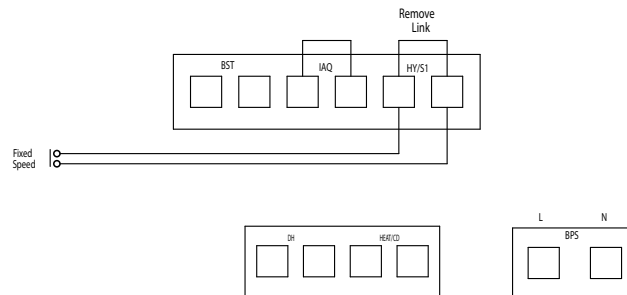 Remove
Link
BST
IAQ
HY/S1
Fixed
Speed
L
N
DH
HEAT/CO
BPS